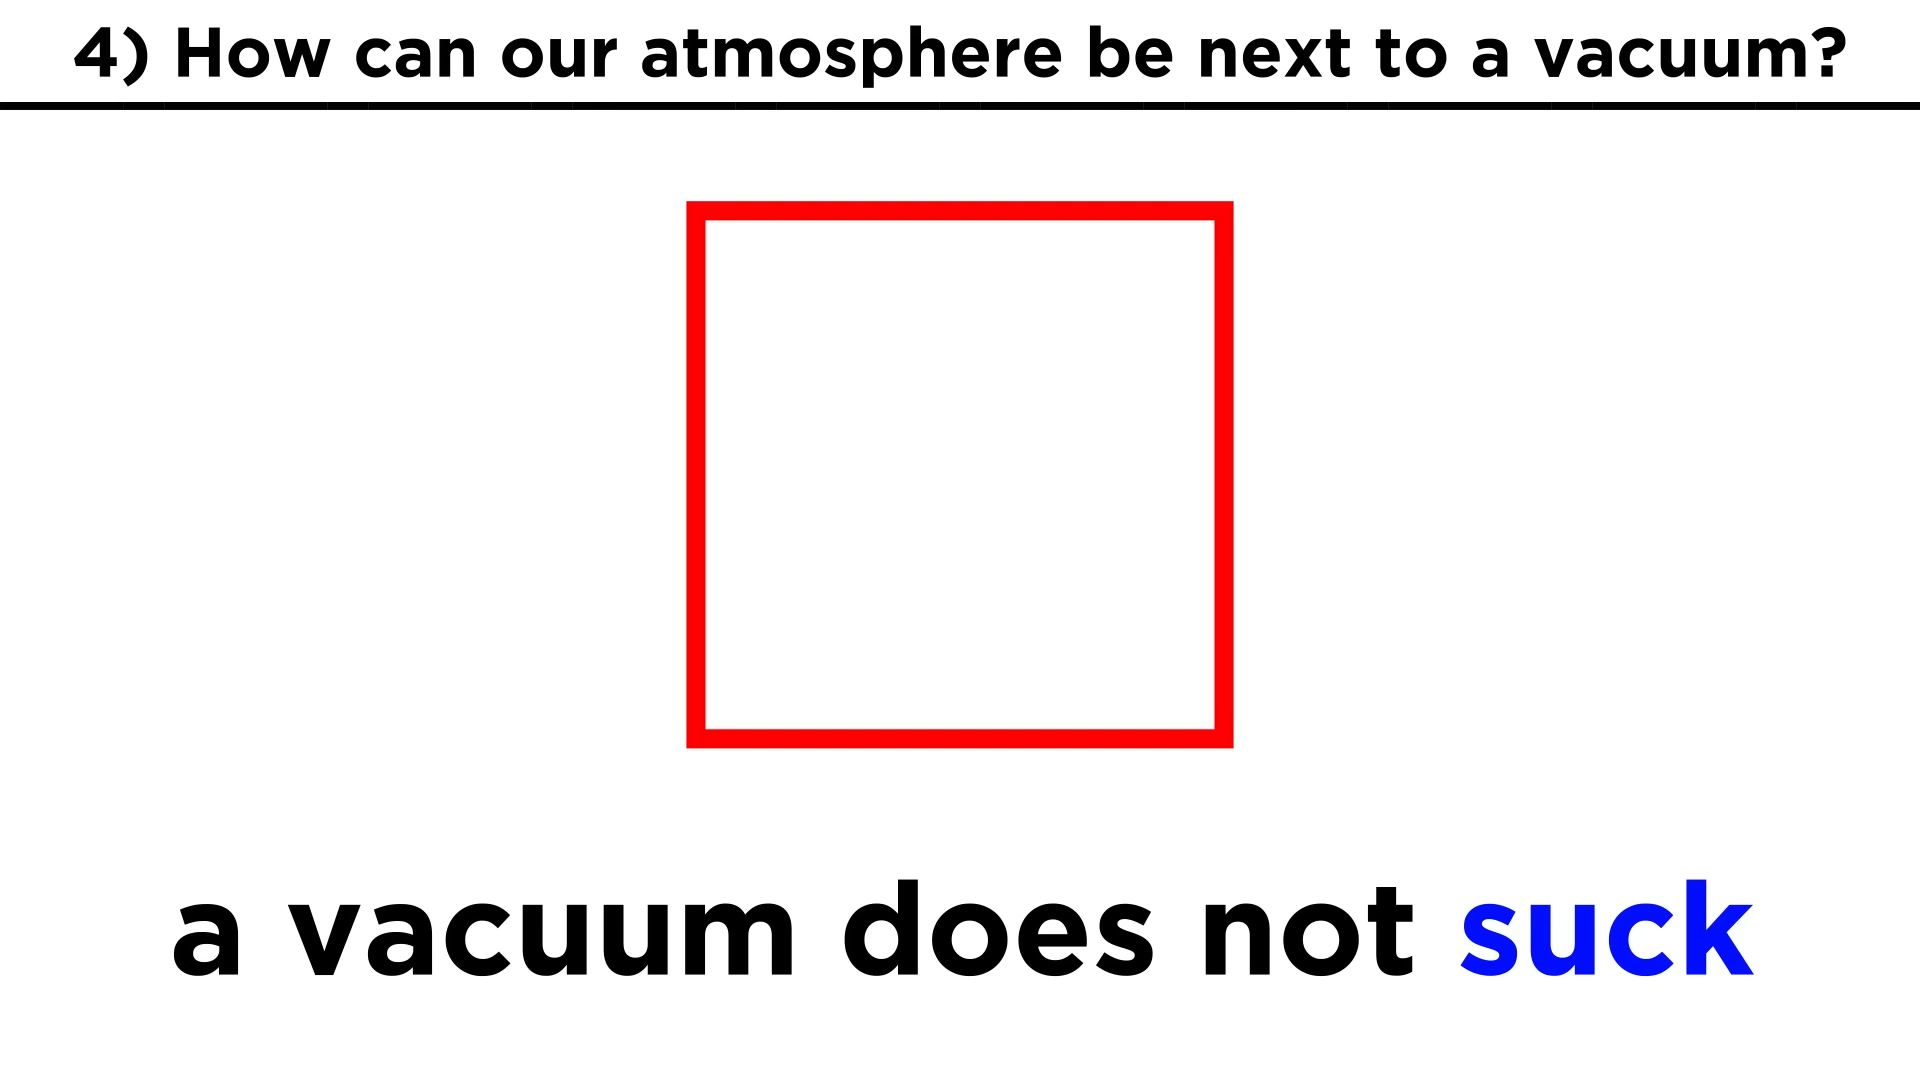 4) How can our atmosphere be next to a vacuum?
a vacuum does not suck